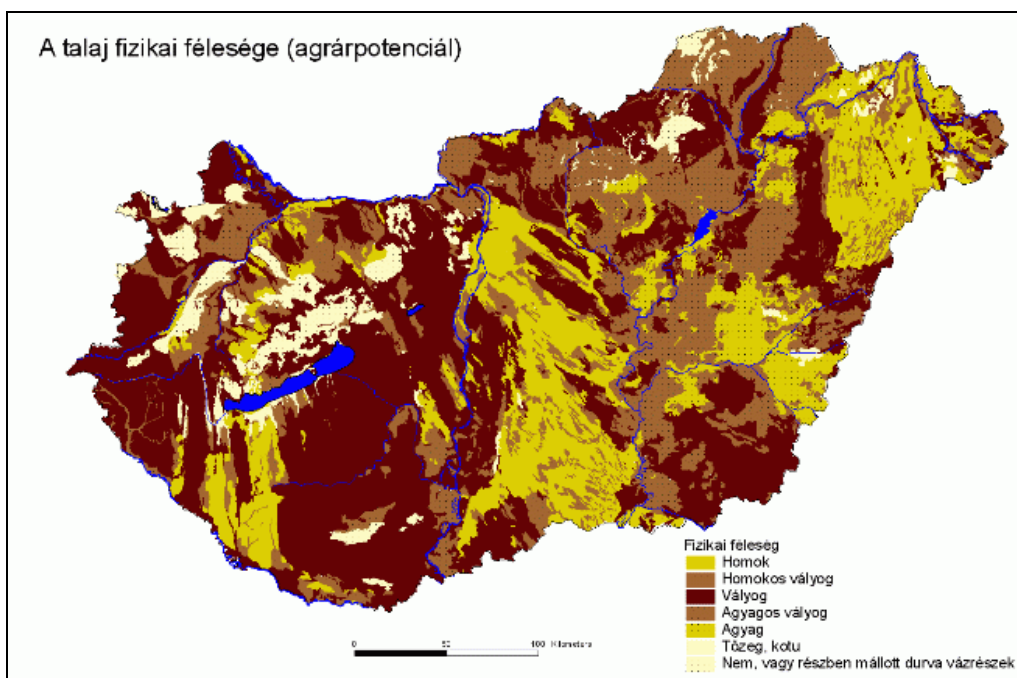 A talaj fizikai félesége (agrárpotenciál)
Fizikai féleség
Homok
Homokos vályog
Vályog
Agyagos vályog
Agyag
Tőzeg, kotu
Nem, vagy részben mállott durva vázrészek
0 50 100 Kilometers